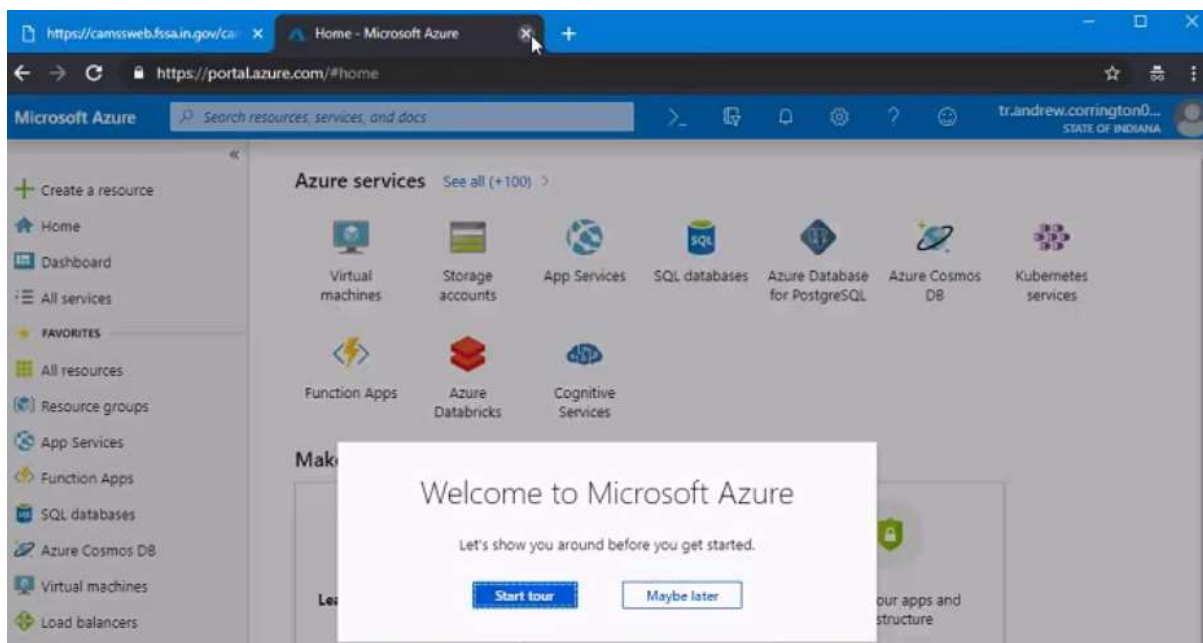 https://camssweb.fssa.in.gov/ca
Home - Microsoft Azure
https://portal.azure.com/#home
Microsoft Azure
Search resources, services, and docs
tr.andrew.corrington0...
STATE OF INDIANA
Create a resource
Home
Dashboard
All services
FAVORITES
All resources
Resource groups
App Services
Function Apps
SQL databases
Azure Cosmos DB
Virtual machines
Load balancers
Azure services See all (+100) >
Virtual machines
Storage accounts
App Services
SQL databases
Azure Database for PostgreSQL
Azure Cosmos DB
Kubernetes services
Function Apps
Azure Databricks
Cognitive Services
Welcome to Microsoft Azure
Let's show you around before you get started.
Start tour
Maybe later
apps and